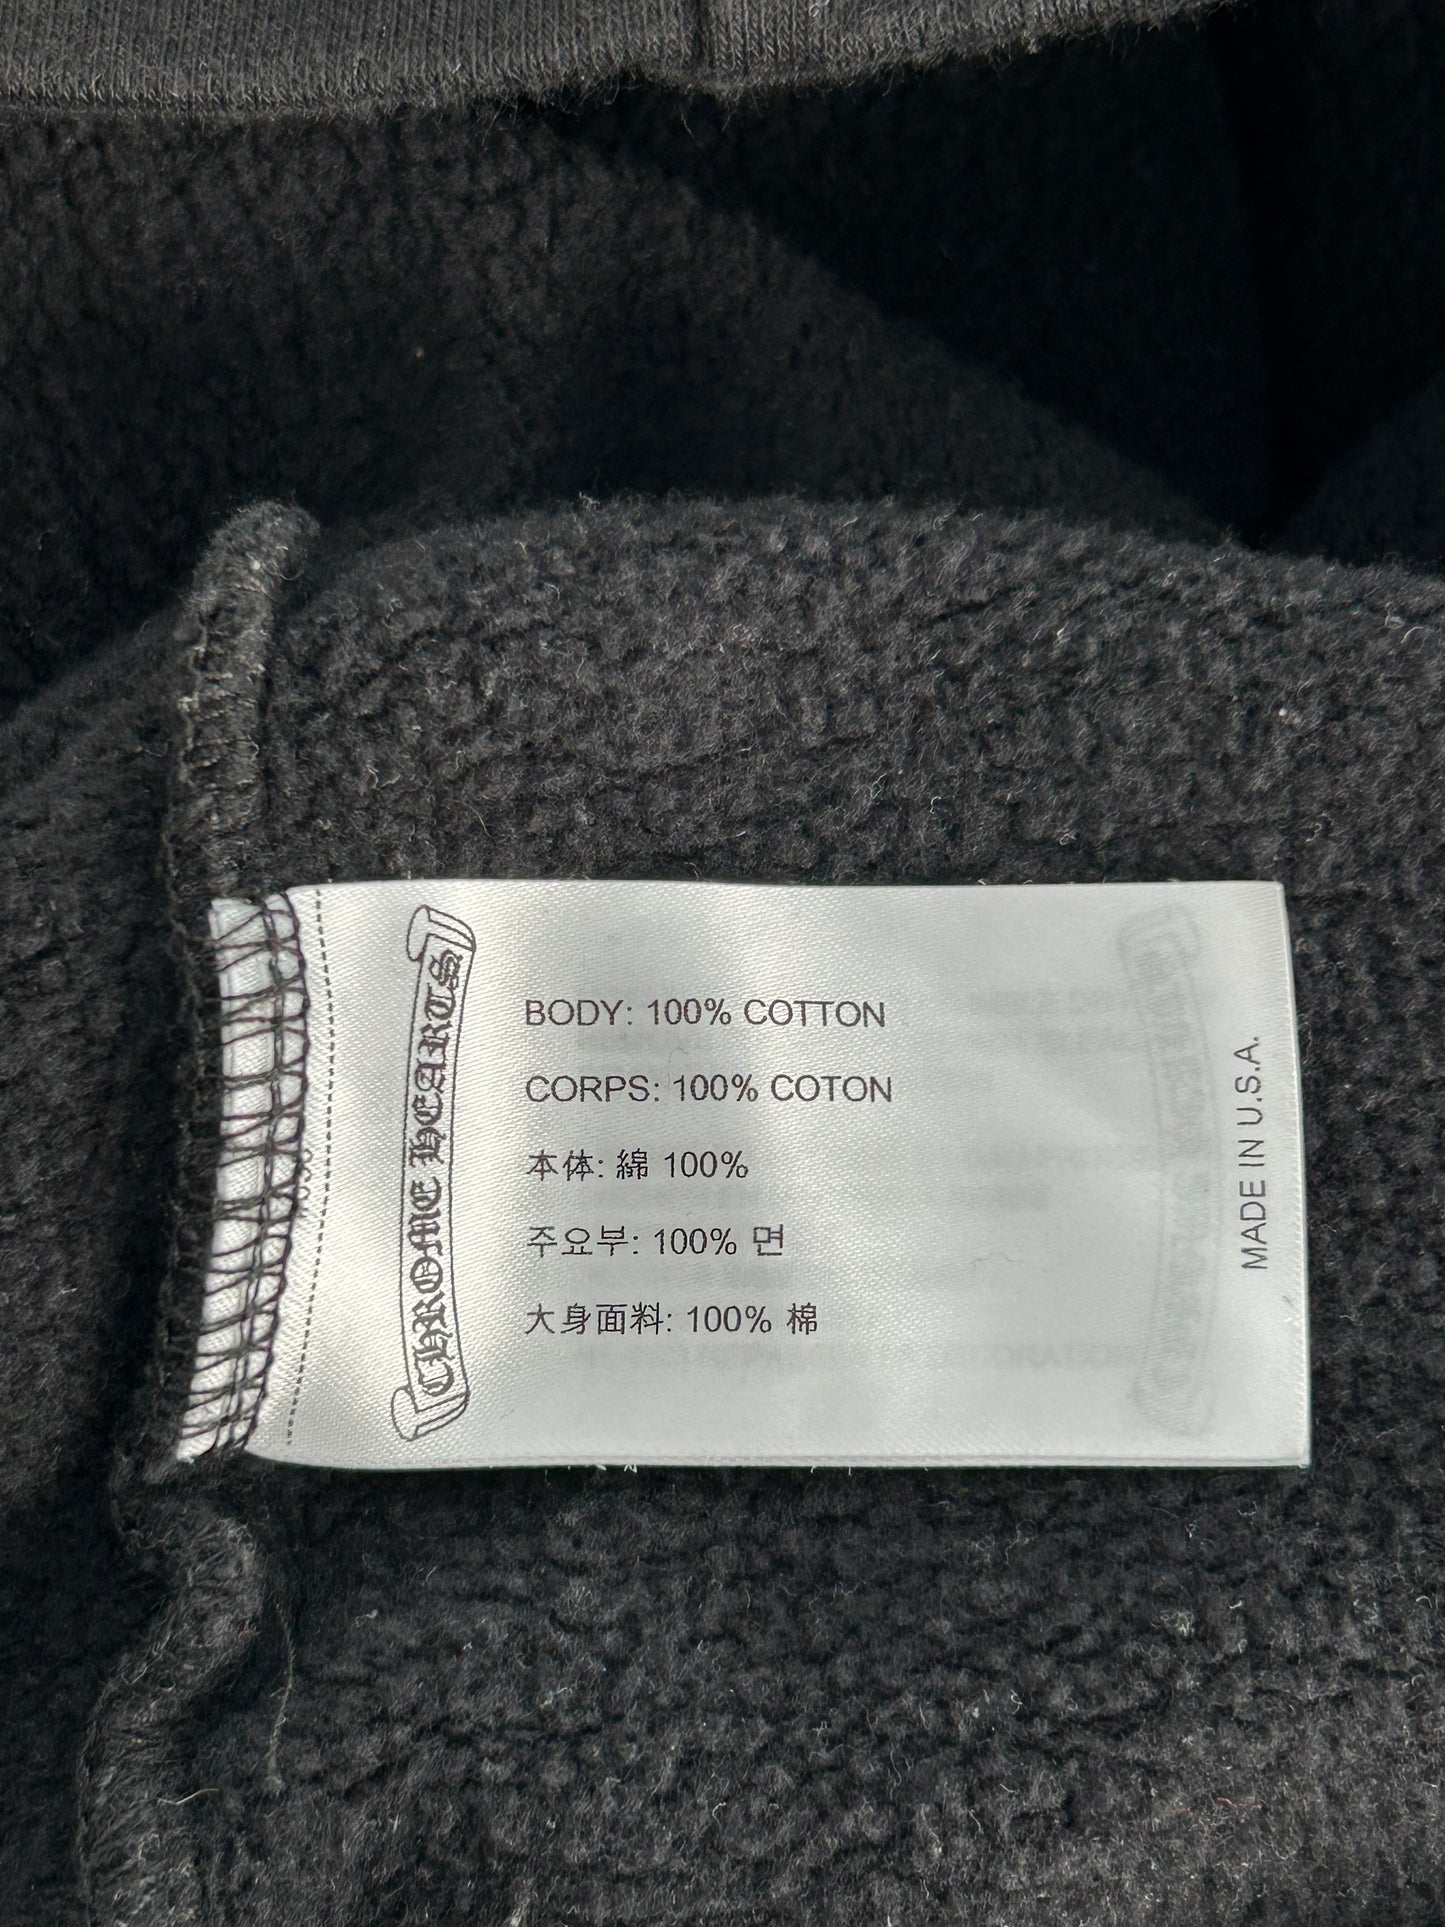 CHROME HEARTS
BODY: 100% COTTON
CORPS: 100% COTON
本体: 綿 100%
주요부: 100% 면
大身面料: 100% 棉
MADE IN U.S.A.